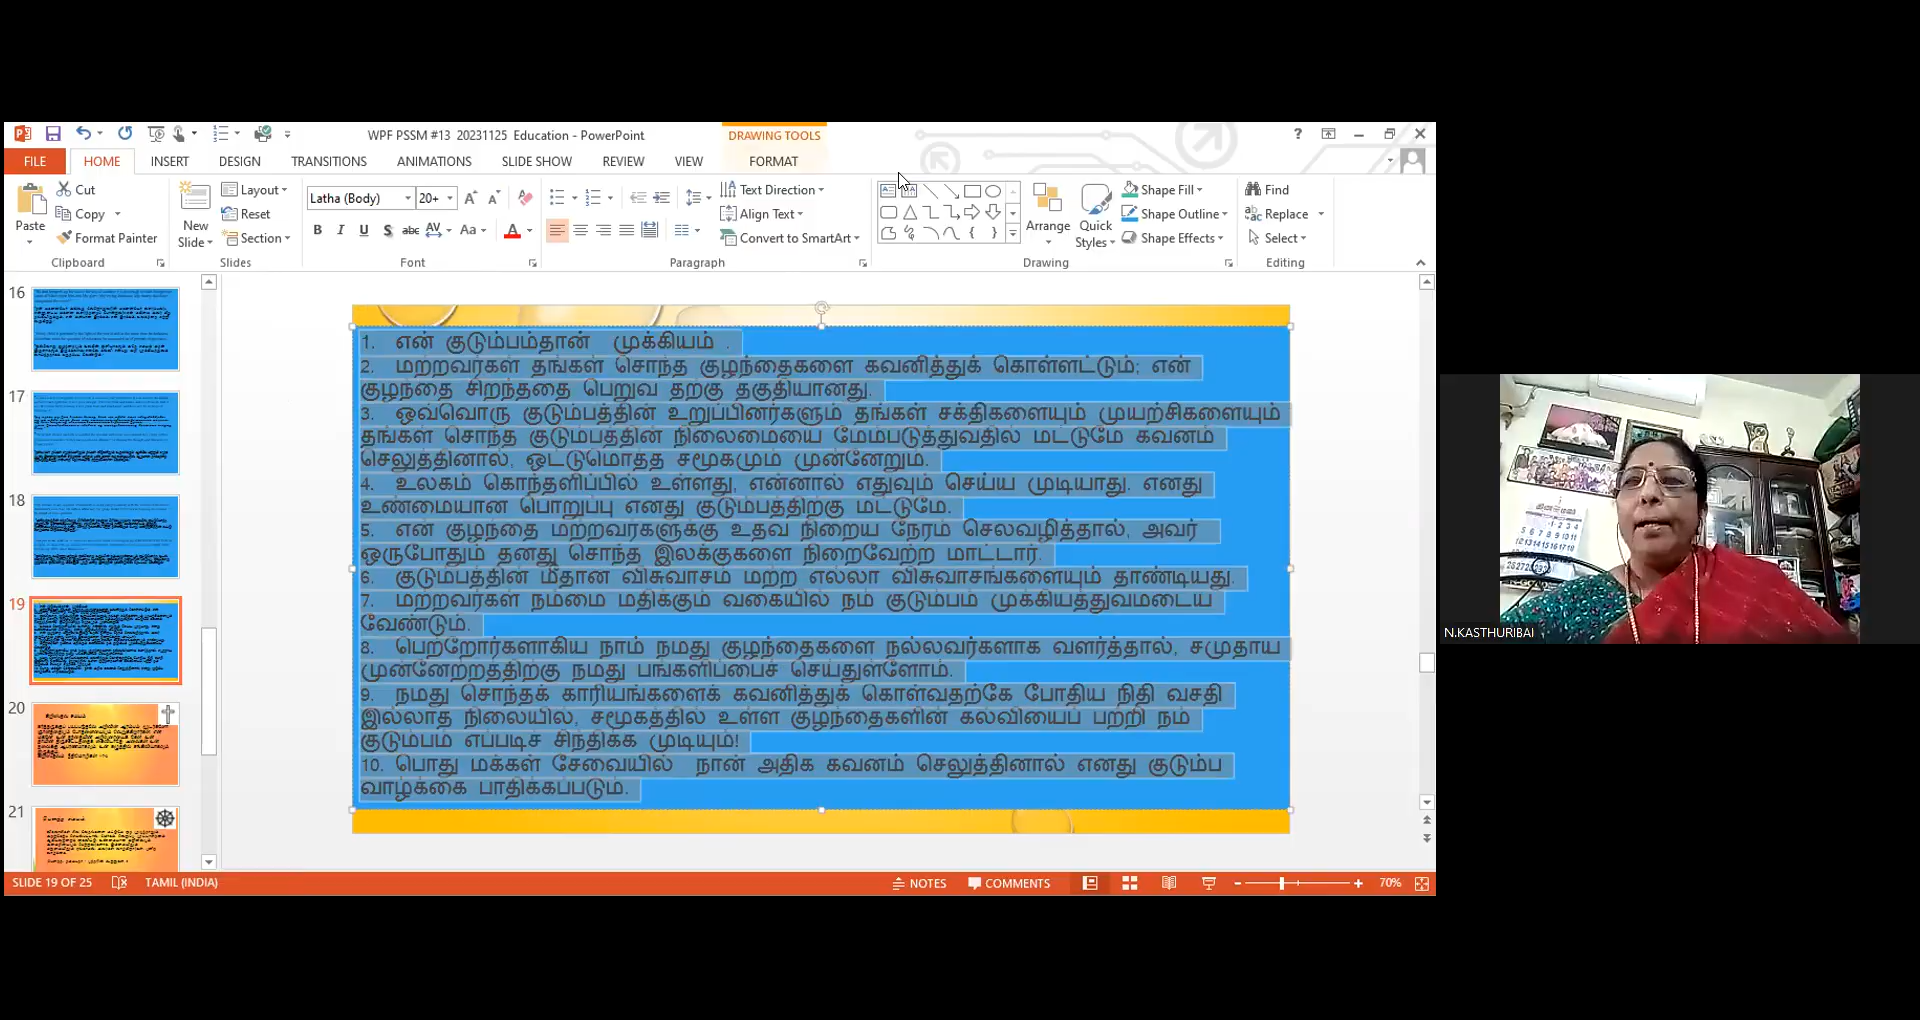 WPF PSSM #13 20231125 Education - PowerPoint
DRAWING TOOLS
FILE HOME INSERT DESIGN TRANSITIONS ANIMATIONS SLIDE SHOW REVIEW VIEW FORMAT
Paste Cut Copy Format Painter Clipboard
New Slide Layout Reset Section Slides
Latha (Body) 20+ Font
Text Direction Align Text Convert to SmartArt Paragraph
Arrange Quick Styles Shape Fill Shape Outline Shape Effects Drawing
Find Replace Select Editing
16
17
18
19
20
21
1. என் குடும்பம்தான் முக்கியம் .
2. மற்றவர்கள் தங்கள் சொந்த குழந்தைகளை கவனித்துக் கொள்ளட்டும்; என்
குழந்தை சிறந்ததை பெறுவ தற்கு தகுதியானது.
3. ஒவ்வொரு குடும்பத்தின் உறுப்பினர்களும் தங்கள் சக்திகளையும் முயற்சிகளையும்
தங்கள் சொந்த குடும்பத்தின் நிலைமையை மேம்படுத்துவதில் மட்டுமே கவனம்
செலுத்தினால், ஒட்டுமொத்த சமூகமும் முன்னேறும்.
4. உலகம் கொந்தளிப்பில் உள்ளது, என்னால் எதுவும் செய்ய முடியாது. எனது
உண்மையான பொறுப்பு எனது குடும்பத்திற்கு மட்டுமே.
5. என் குழந்தை மற்றவர்களுக்கு உதவ நிறைய நேரம் செலவழித்தால், அவர்
ஒருபோதும் தனது சொந்த இலக்குகளை நிறைவேற்ற மாட்டார்.
6. குடும்பத்தின் மீதான விசுவாசம் மற்ற எல்லா விசுவாசங்களையும் தாண்டியது.
7. மற்றவர்கள் நம்மை மதிக்கும் வகையில் நம் குடும்பம் முக்கியத்துவமடைய
வேண்டும்.
8. பெற்றோர்களாகிய நாம் நமது குழந்தைகளை நல்லவர்களாக வளர்த்தால், சமுதாய
முன்னேற்றத்திற்கு நமது பங்களிப்பைச் செய்துள்ளோம்.
9. நமது சொந்தக் காரியங்களைக் கவனித்துக் கொள்வதற்கே போதிய நிதி வசதி
இல்லாத நிலையில், சமூகத்தில் உள்ள குழந்தைகளின் கல்வியைப் பற்றி நம்
குடும்பம் எப்படிச் சிந்திக்க முடியும்!
10. பொது மக்கள் சேவையில் நான் அதிக கவனம் செலுத்தினால் எனது குடும்ப
வாழ்க்கை பாதிக்கப்படும்.
SLIDE 19 OF 25 TAMIL (INDIA) NOTES COMMENTS 70%
N.KASTHURIBAI